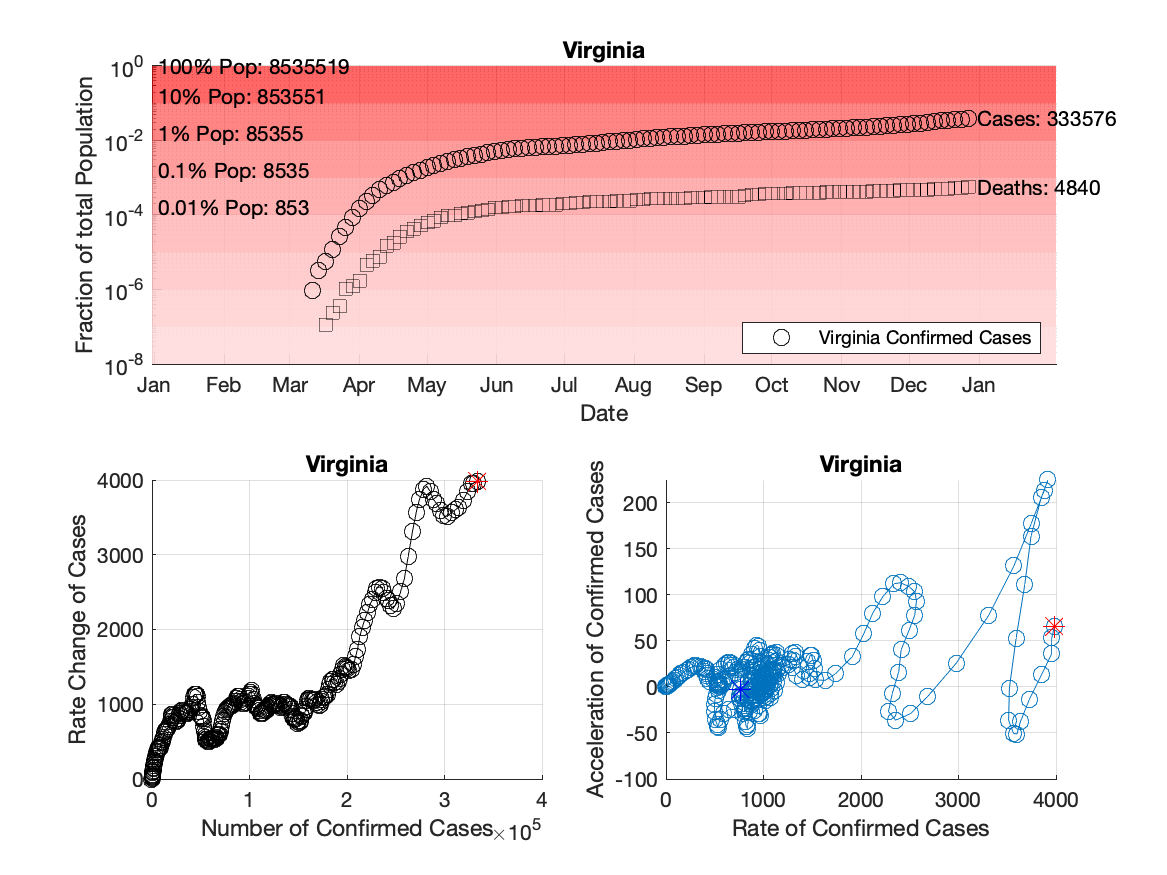 Virginia
10^0
10^-2
10^-4
10^-6
10^-8
Fraction of total Population
100% Pop: 8535519
10% Pop: 853551
1% Pop: 85355
0.1% Pop: 8535
0.01% Pop: 853
Cases: 333576
Deaths: 4840
Virginia Confirmed Cases
Jan Feb Mar Apr May Jun Jul Aug Sep Oct Nov Dec Jan
Date
Virginia
4000
3000
2000
1000
0
Rate Change of Cases
0 1 2 3 4
Number of Confirmed Cases ×10^5
Virginia
200
150
100
50
0
-50
-100
Acceleration of Confirmed Cases
0 1000 2000 3000 4000
Rate of Confirmed Cases